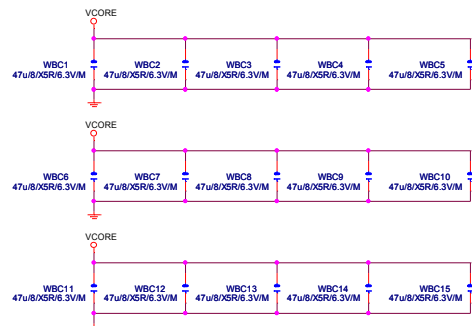 VCORE
WBC1 WBC2 WBC3 WBC4 WBC5
47u/8/X5R/6.3V/M 47u/8/X5R/6.3V/M 47u/8/X5R/6.3V/M 47u/8/X5R/6.3V/M 47u/8/X5R/6.3V/M
VCORE
WBC6 WBC7 WBC8 WBC9 WBC10
47u/8/X5R/6.3V/M 47u/8/X5R/6.3V/M 47u/8/X5R/6.3V/M 47u/8/X5R/6.3V/M 47u/8/X5R/6.3V/M
VCORE
WBC11 WBC12 WBC13 WBC14 WBC15
47u/8/X5R/6.3V/M 47u/8/X5R/6.3V/M 47u/8/X5R/6.3V/M 47u/8/X5R/6.3V/M 47u/8/X5R/6.3V/M